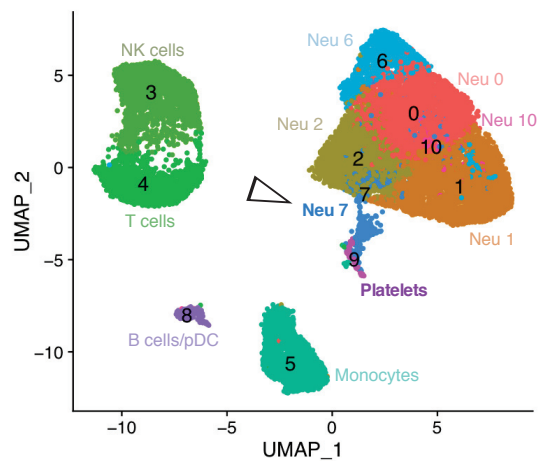 NK cells
Neu 6
6
5
3
Neu 0
0
Neu 10
Neu 2
10
2
0
4
1
7
T cells
Neu 7
Neu 1
UMAP_2
−5
9
Platelets
8
B cells/pDC
5
Monocytes
−10
−10
−5
0
5
UMAP_1